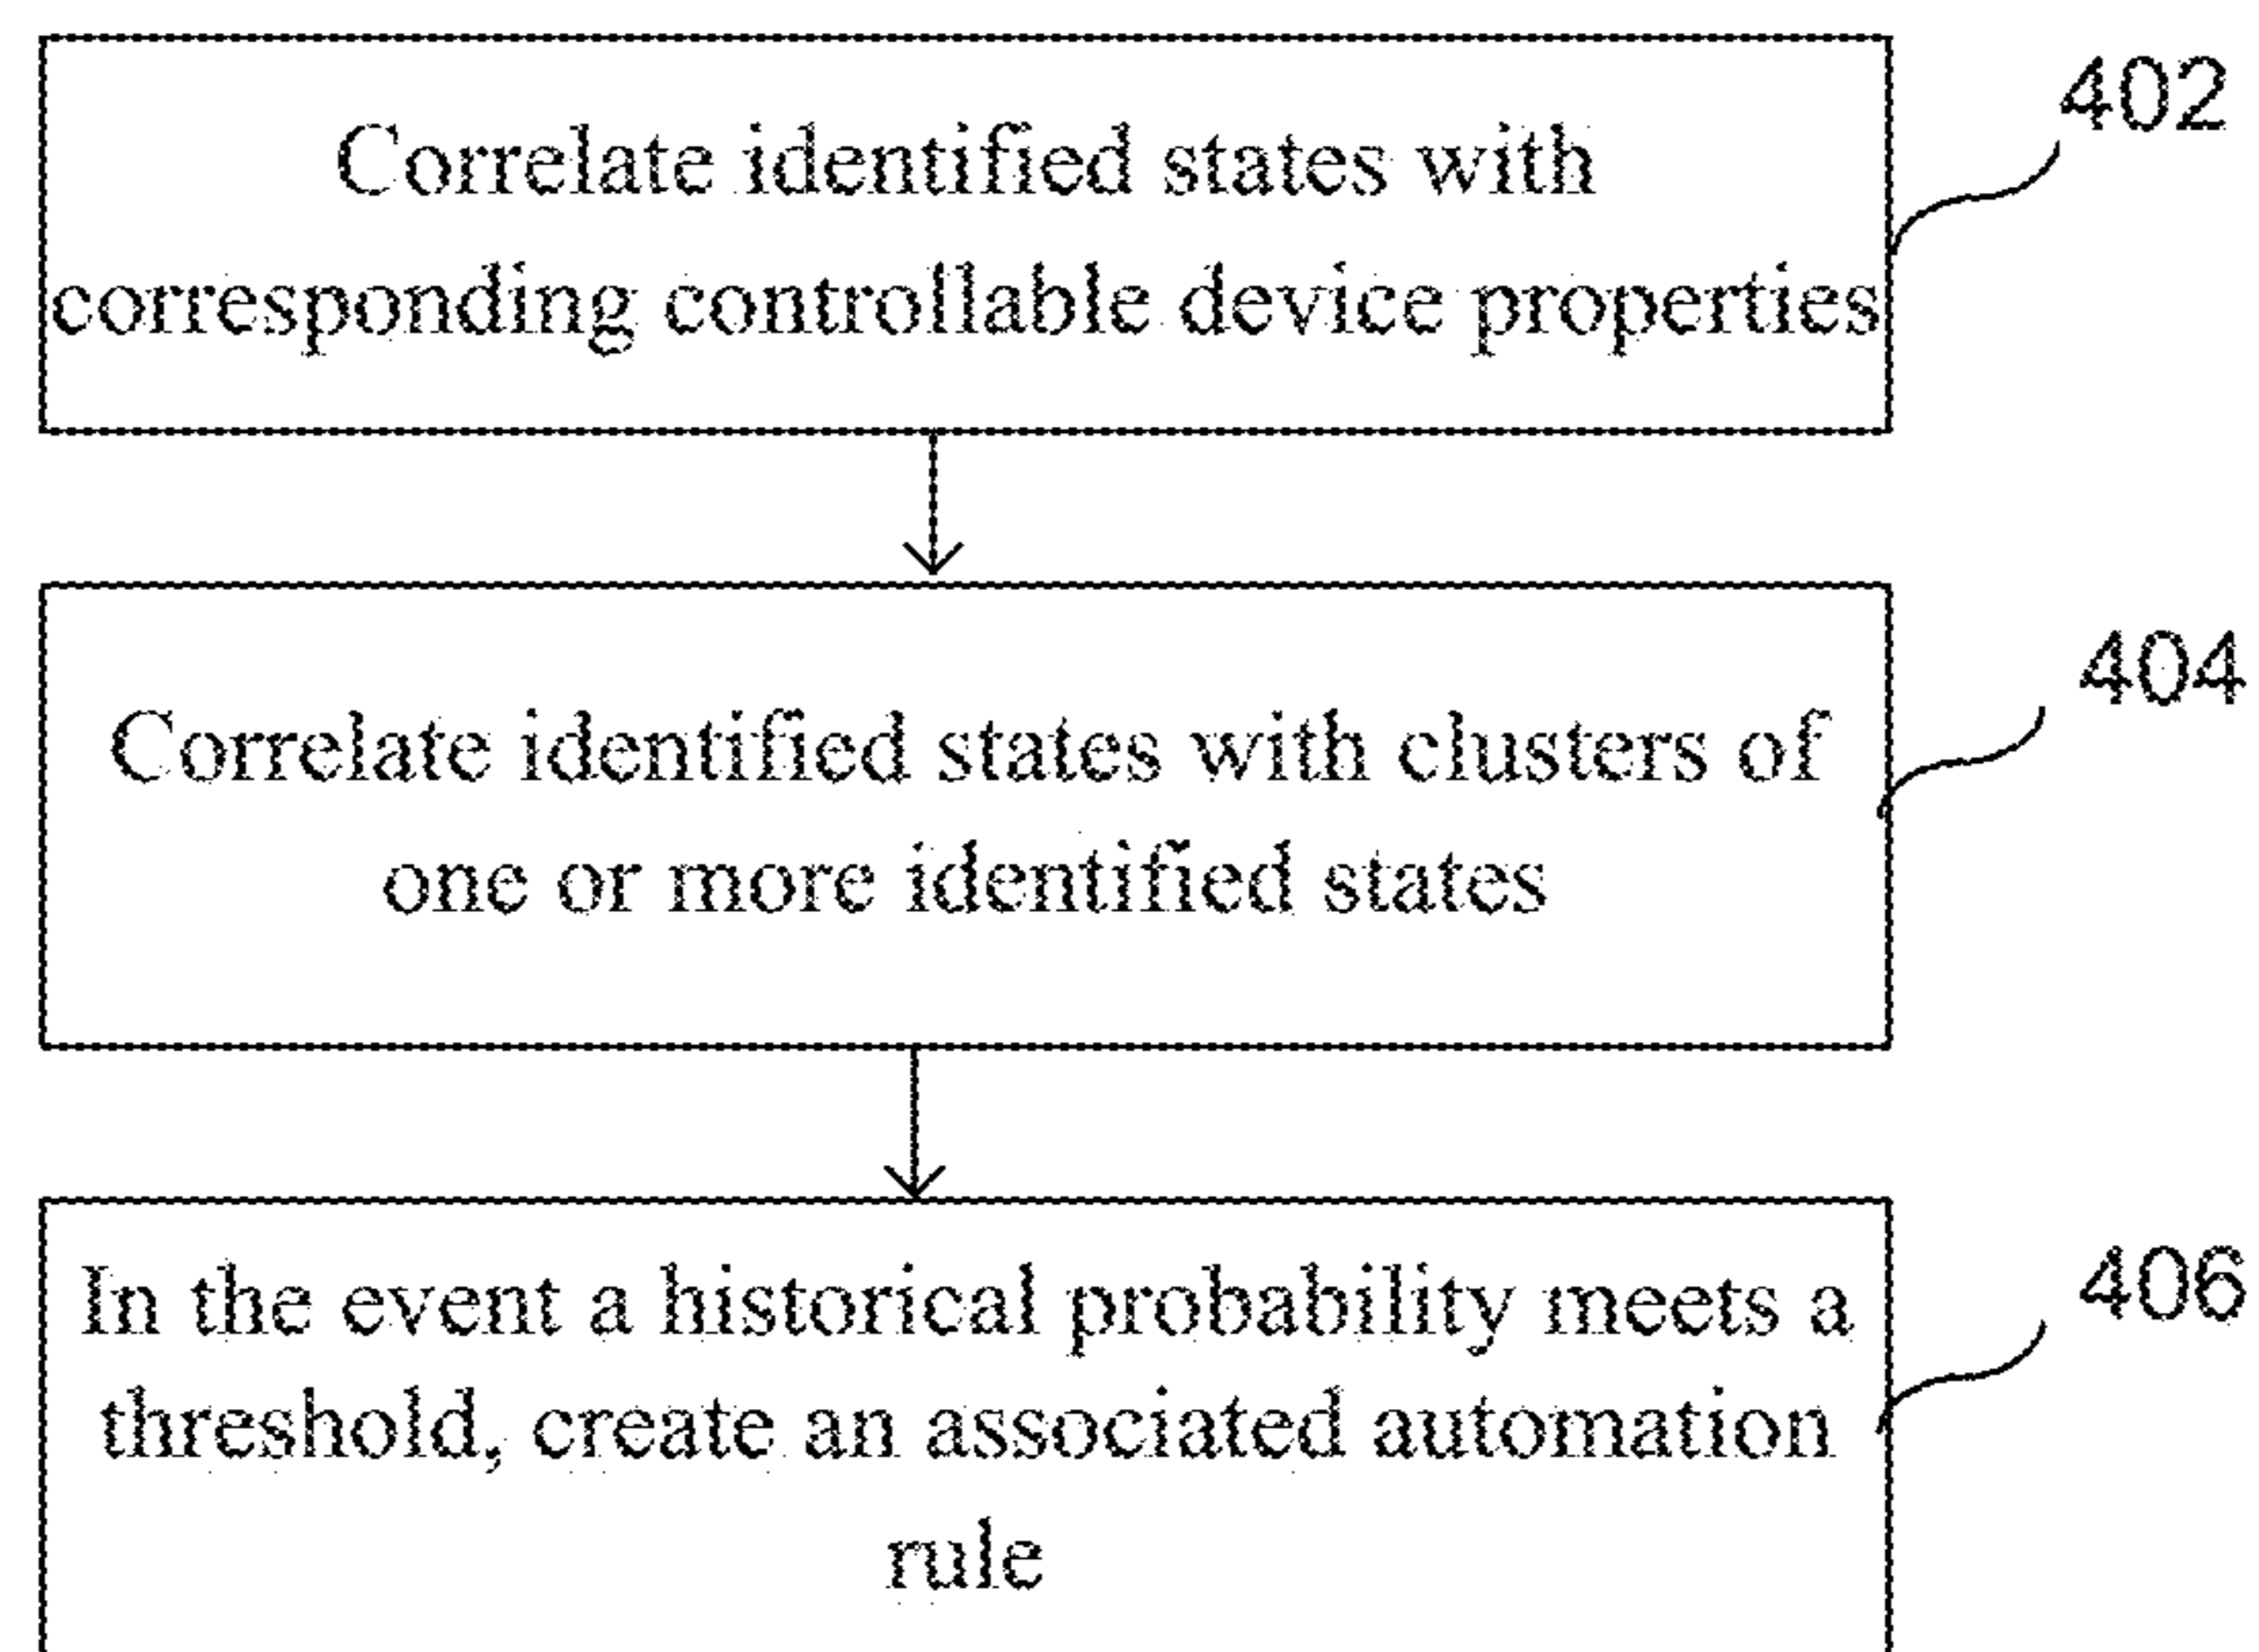 402
Correlate identified states with
corresponding controllable device properties
404
Correlate identified states with clusters of
one or more identified states
406
In the event a historical probability meets a
threshold, create an associated automation
rule